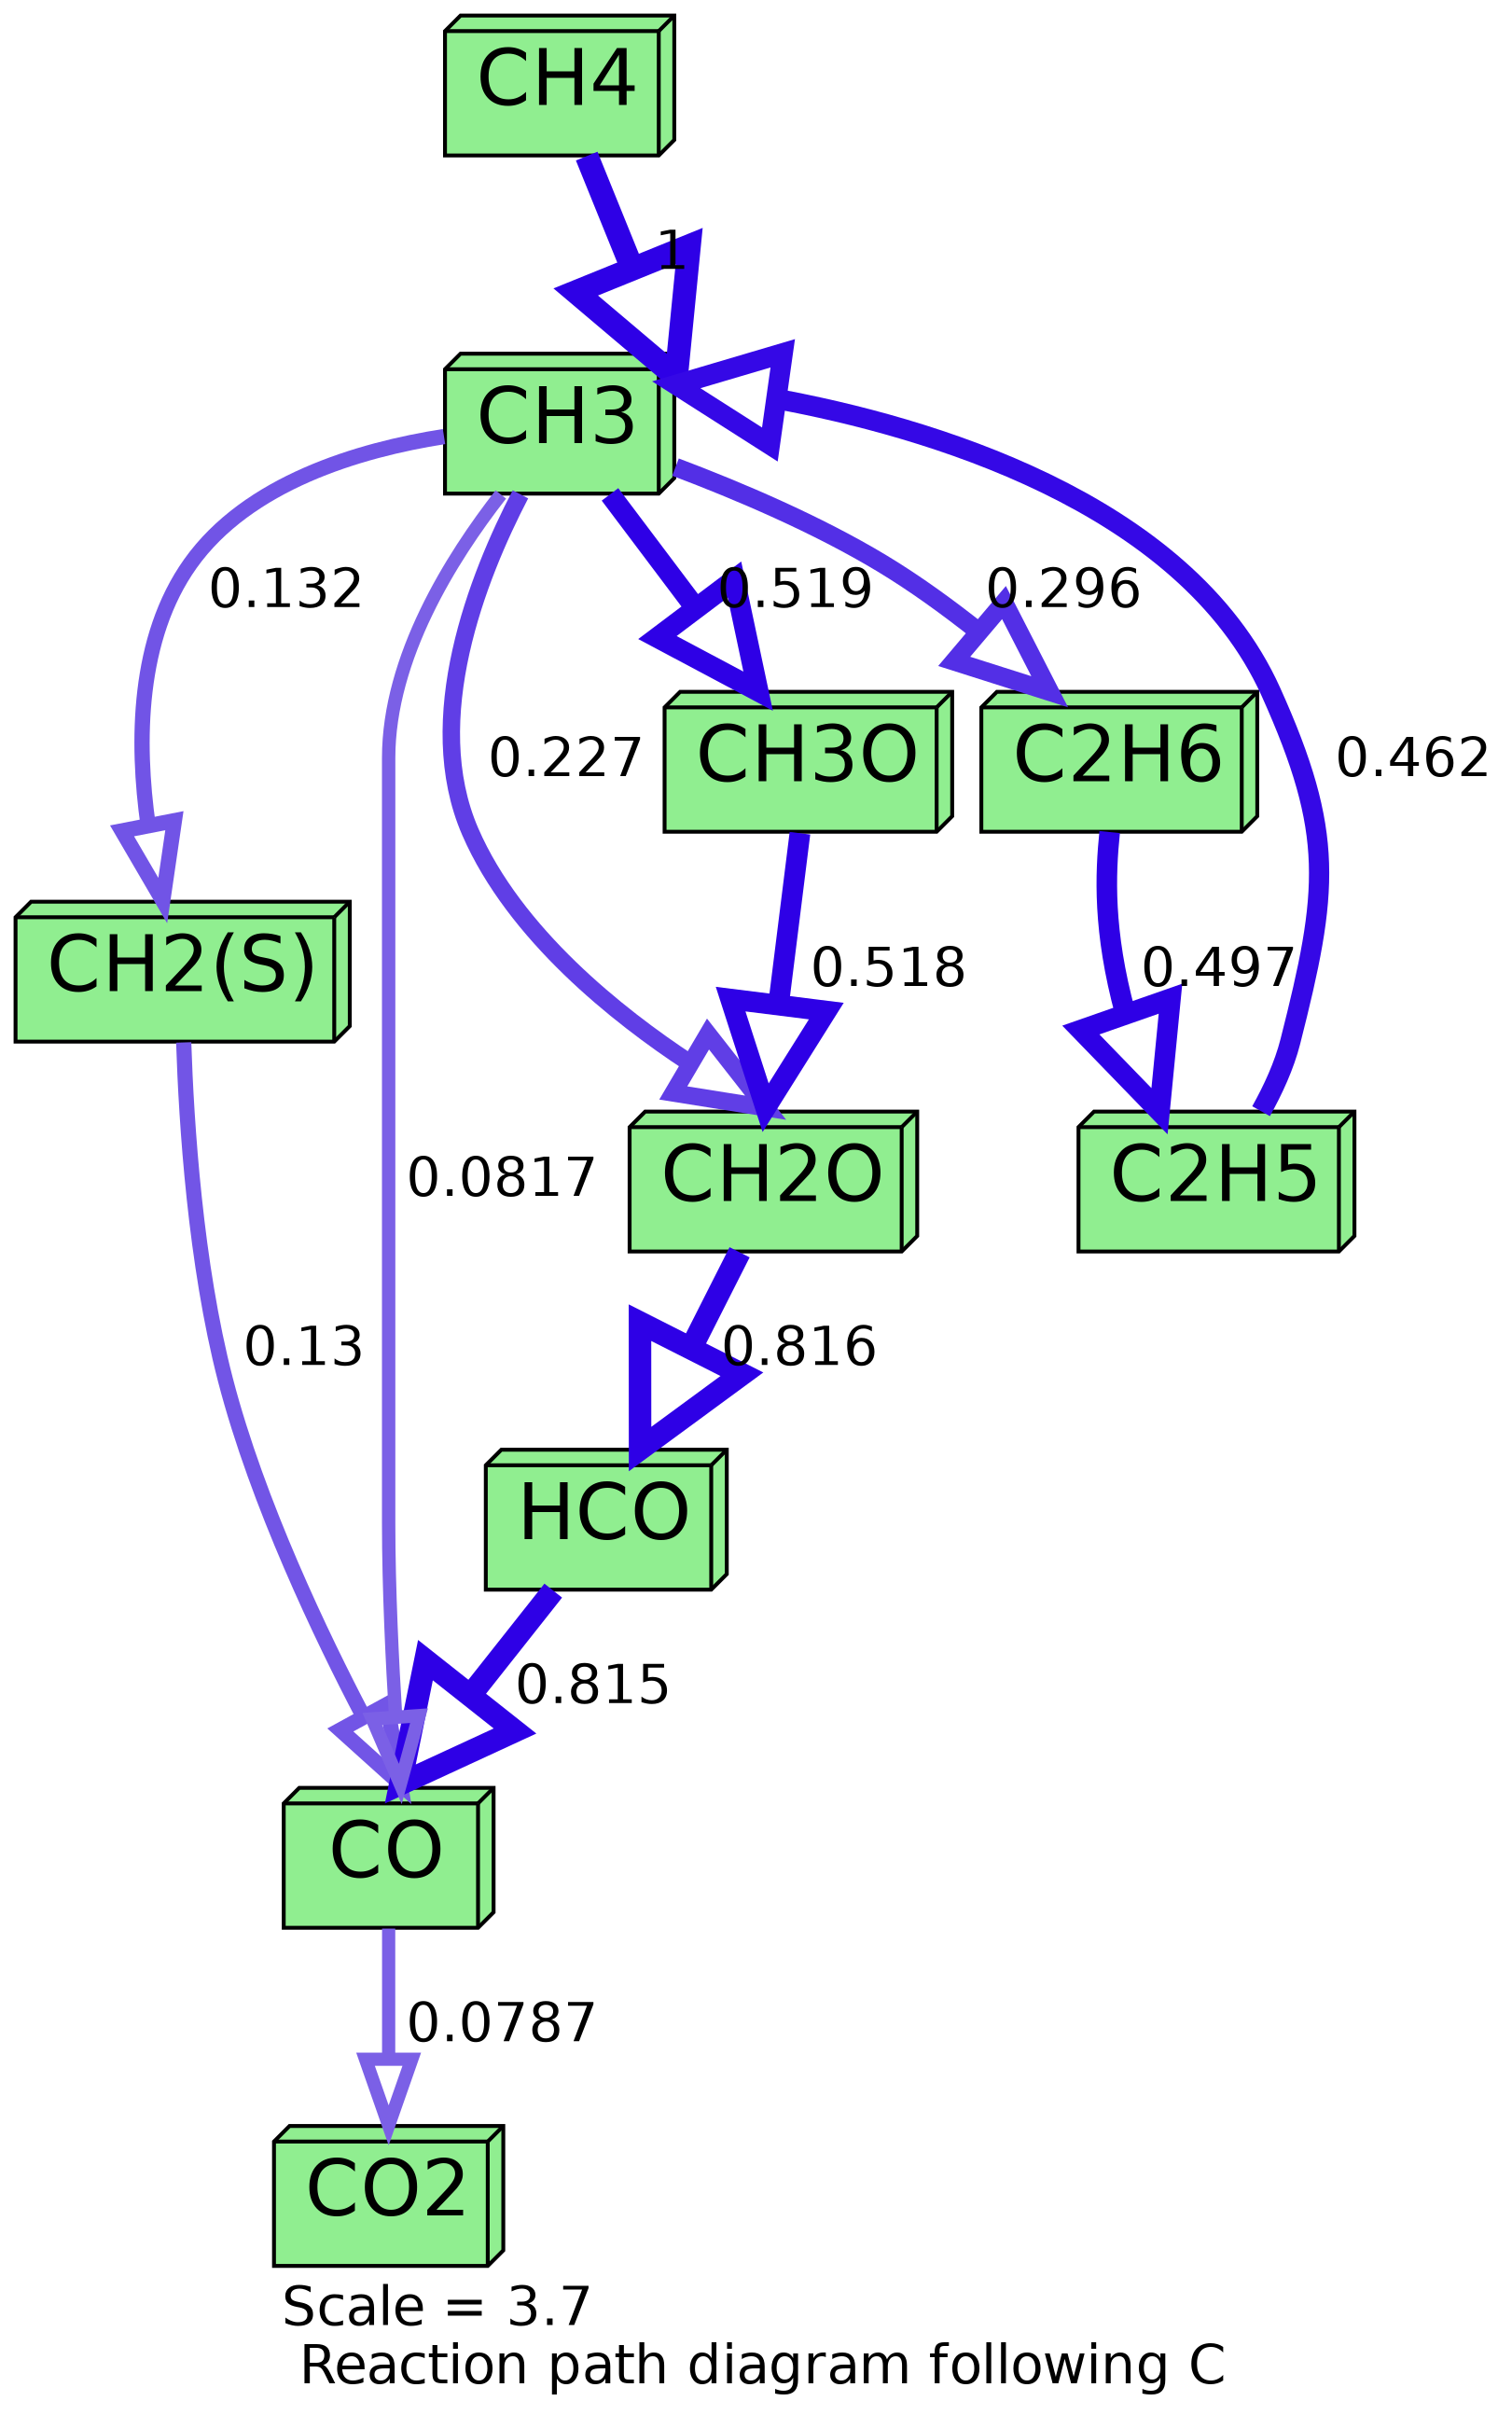 CH4
1
CH3
0.132
0.519
0.296
0.227
CH3O
C2H6
0.462
CH2(S)
0.518
0.497
0.0817
CH2O
C2H5
0.13
0.816
HCO
0.815
CO
0.0787
CO2
Scale = 3.7
Reaction path diagram following C